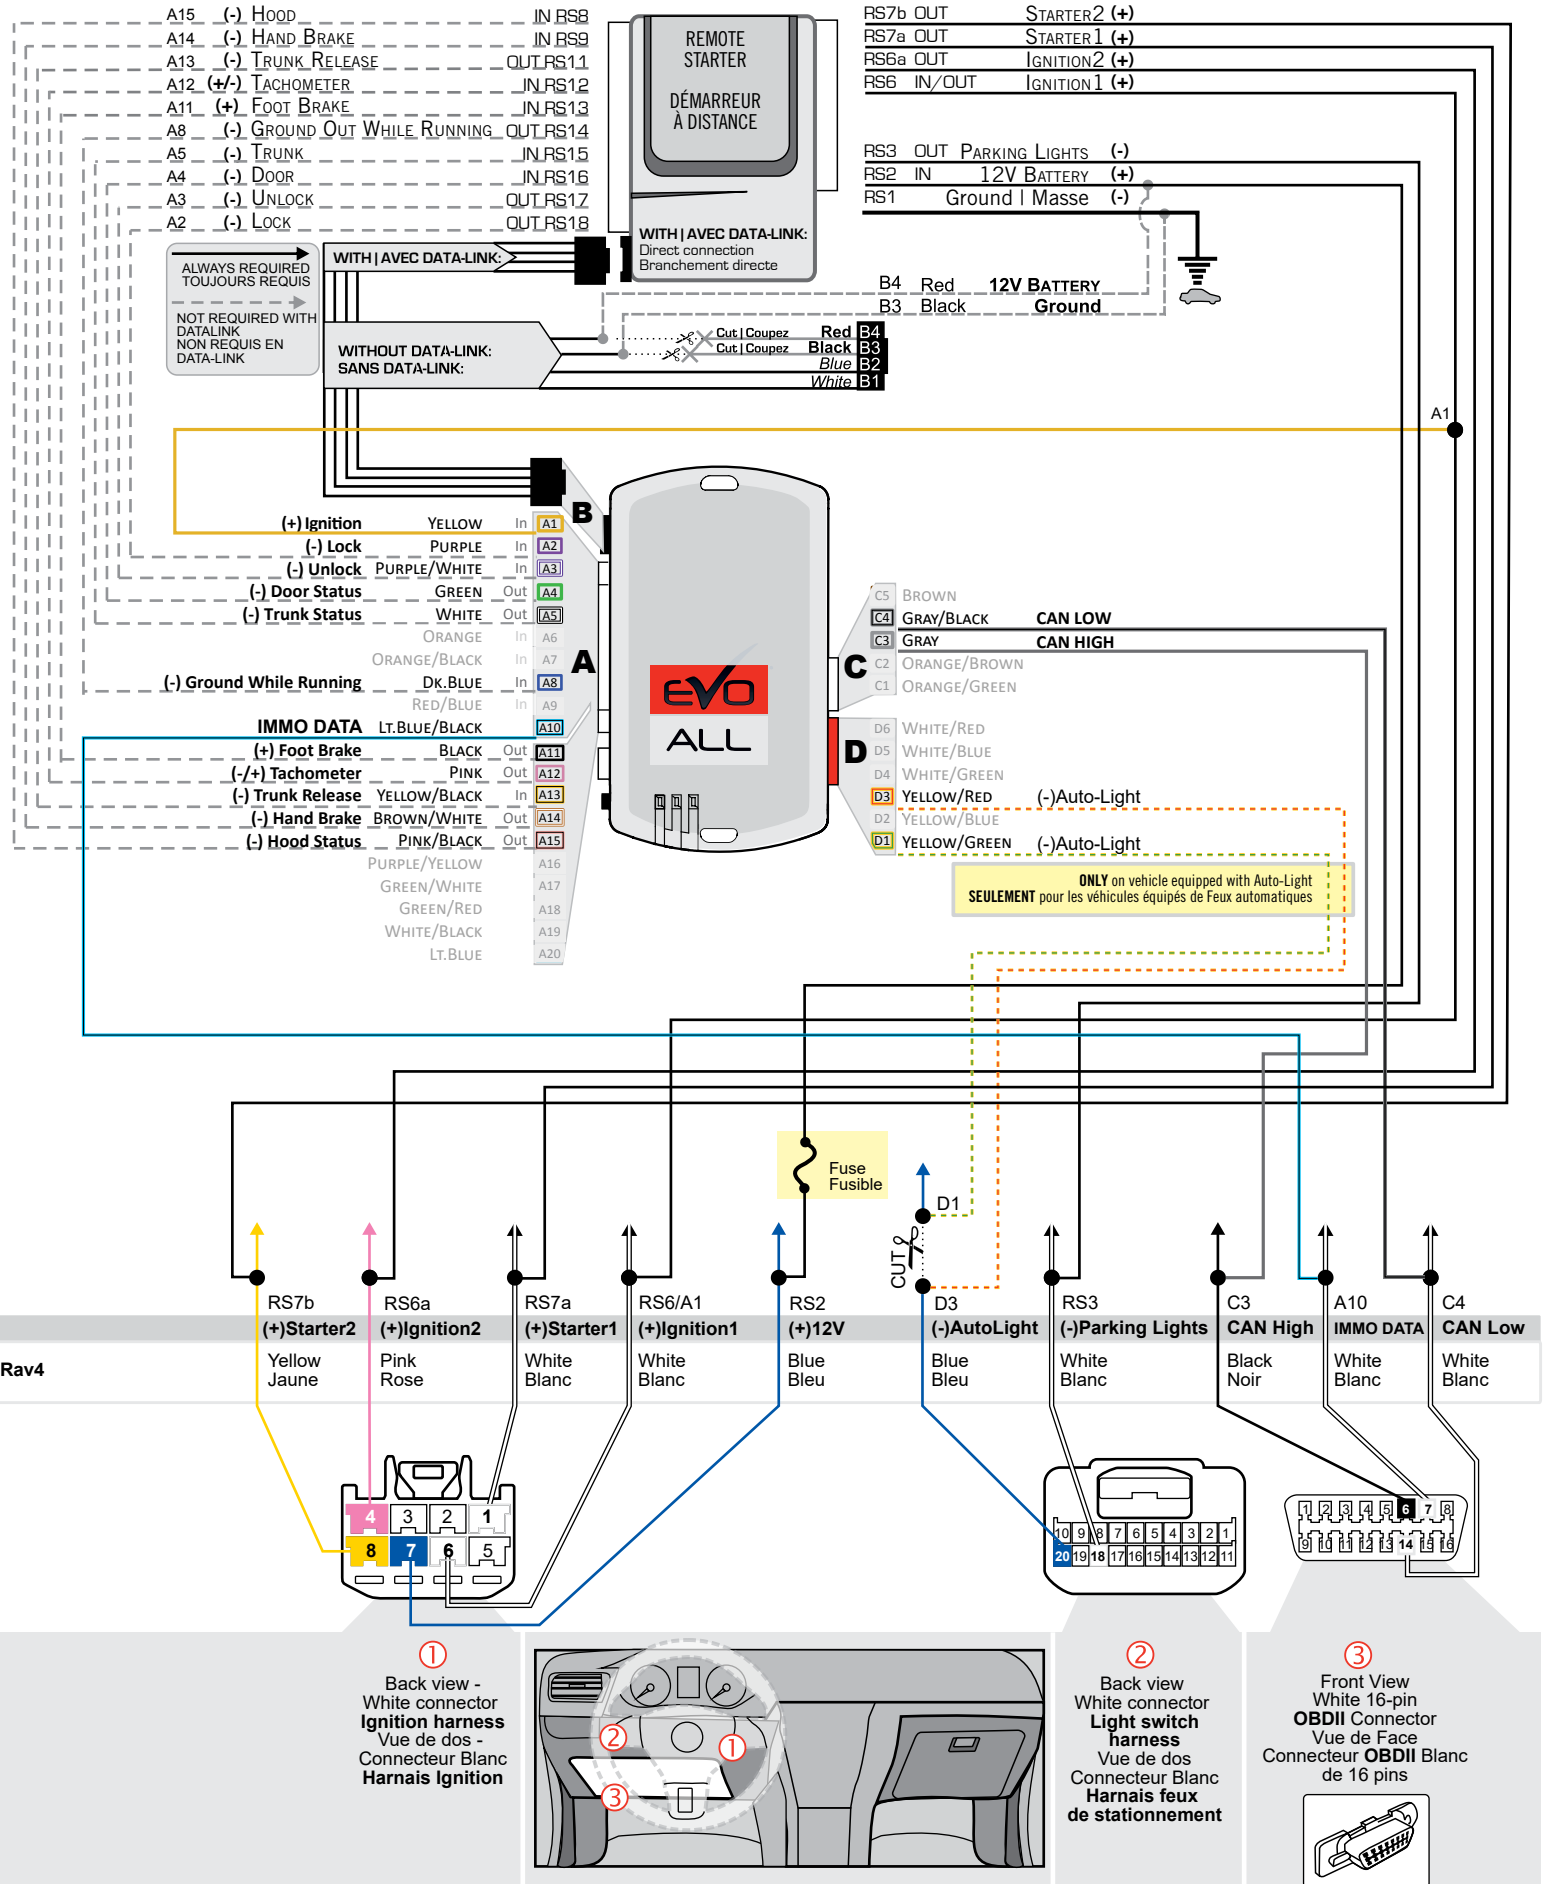 A15 (-) HOOD IN RS8
A14 (-) HAND BRAKE IN RS9
A13 (-) TRUNK RELEASE OUT RS11
A12 (+/-) TACHOMETER IN RS12
A11 (+) FOOT BRAKE IN RS13
A8 (-) GROUND OUT WHILE RUNNING OUT RS14
A5 (-) TRUNK IN RS15
A4 (-) DOOR IN RS16
A3 (-) UNLOCK OUT RS17
A2 (-) LOCK OUT RS18
REMOTE
STARTER
DÉMARREUR
À DISTANCE
WITH | AVEC DATA-LINK:
Direct connection
Branchement directe
RS7b OUT STARTER2 (+)
RS7a OUT STARTER1 (+)
RS6a OUT IGNITION2 (+)
RS6 IN/OUT IGNITION1 (+)
RS3 OUT PARKING LIGHTS (-)
RS2 IN 12V BATTERY (+)
RS1 Ground | Masse (-)
ALWAYS REQUIRED
TOUJOURS REQUIS
NOT REQUIRED WITH
DATALINK
NON REQUIS EN
DATA-LINK
WITH | AVEC DATA-LINK:
B4 Red 12V BATTERY
B3 Black Ground
WITHOUT DATA-LINK:
SANS DATA-LINK:
Cut | Coupez Red B4
Cut | Coupez Black B3
Blue B2
White B1
A1
B
(+) Ignition YELLOW In A1
(-) Lock PURPLE In A2
(-) Unlock PURPLE/WHITE In A3
(-) Door Status GREEN Out A4
(-) Trunk Status WHITE Out A5
ORANGE In A6
ORANGE/BLACK In A7
(-) Ground While Running DK.BLUE In A8
RED/BLUE In A9
IMMO DATA LT.BLUE/BLACK A10
(+) Foot Brake BLACK Out A11
(-/+) Tachometer PINK Out A12
(-) Trunk Release YELLOW/BLACK In A13
(-) Hand Brake BROWN/WHITE Out A14
(-) Hood Status PINK/BLACK Out A15
PURPLE/YELLOW A16
GREEN/WHITE A17
GREEN/RED A18
WHITE/BLACK A19
LT.BLUE A20
A
EVO
ALL
C
C5 BROWN
C4 GRAY/BLACK CAN LOW
C3 GRAY CAN HIGH
C2 ORANGE/BROWN
C1 ORANGE/GREEN
D
D6 WHITE/RED
D5 WHITE/BLUE
D4 WHITE/GREEN
D3 YELLOW/RED (-)Auto-Light
D2 YELLOW/BLUE
D1 YELLOW/GREEN (-)Auto-Light
ONLY on vehicle equipped with Auto-Light
SEULEMENT pour les véhicules équipés de Feux automatiques
Fuse
Fusible
D1
CUT
RS7b RS6a RS7a RS6/A1 RS2 D3 RS3 C3 A10 C4
(+)Starter2 (+)Ignition2 (+)Starter1 (+)Ignition1 (+)12V (-)AutoLight (-)Parking Lights CAN High IMMO DATA CAN Low
Rav4
Yellow Pink White White Blue Blue White Black White White
Jaune Rose Blanc Blanc Bleu Bleu Blanc Noir Blanc Blanc
4 3 2 1
8 7 6 5
10 9 8 7 6 5 4 3 2 1
20 19 18 17 16 15 14 13 12 11
1 2 3 4 5 6 7 8
9 10 11 12 13 14 15 16
1
Back view -
White connector
Ignition harness
Vue de dos -
Connecteur Blanc
Harnais Ignition
2
1
3
2
Back view
White connector
Light switch
harness
Vue de dos
Connecteur Blanc
Harnais feux
de stationnement
3
Front View
White 16-pin
OBDII Connector
Vue de Face
Connecteur OBDII Blanc
de 16 pins